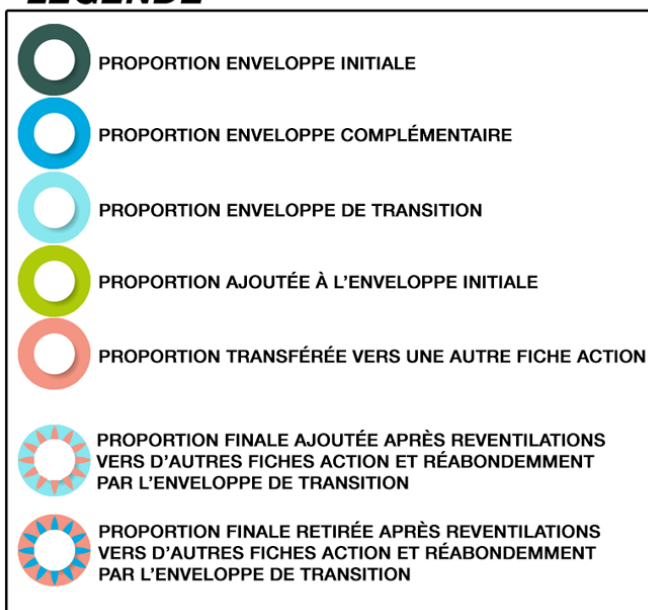 LÉGENDE
PROPORTION ENVELOPPE INITIALE
PROPORTION ENVELOPPE COMPLÉMENTAIRE
PROPORTION ENVELOPPE DE TRANSITION
PROPORTION AJOUTÉE À L'ENVELOPPE INITIALE
PROPORTION TRANSFÉRÉE VERS UNE AUTRE FICHE ACTION
PROPORTION FINALE AJOUTÉE APRÈS REVENTILATIONS
VERS D'AUTRES FICHES ACTION ET RÉABONDEMMENT
PAR L'ENVELOPPE DE TRANSITION
PROPORTION FINALE RETIRÉE APRÈS REVENTILATIONS
VERS D'AUTRES FICHES ACTION ET RÉABONDEMMENT
PAR L'ENVELOPPE DE TRANSITION